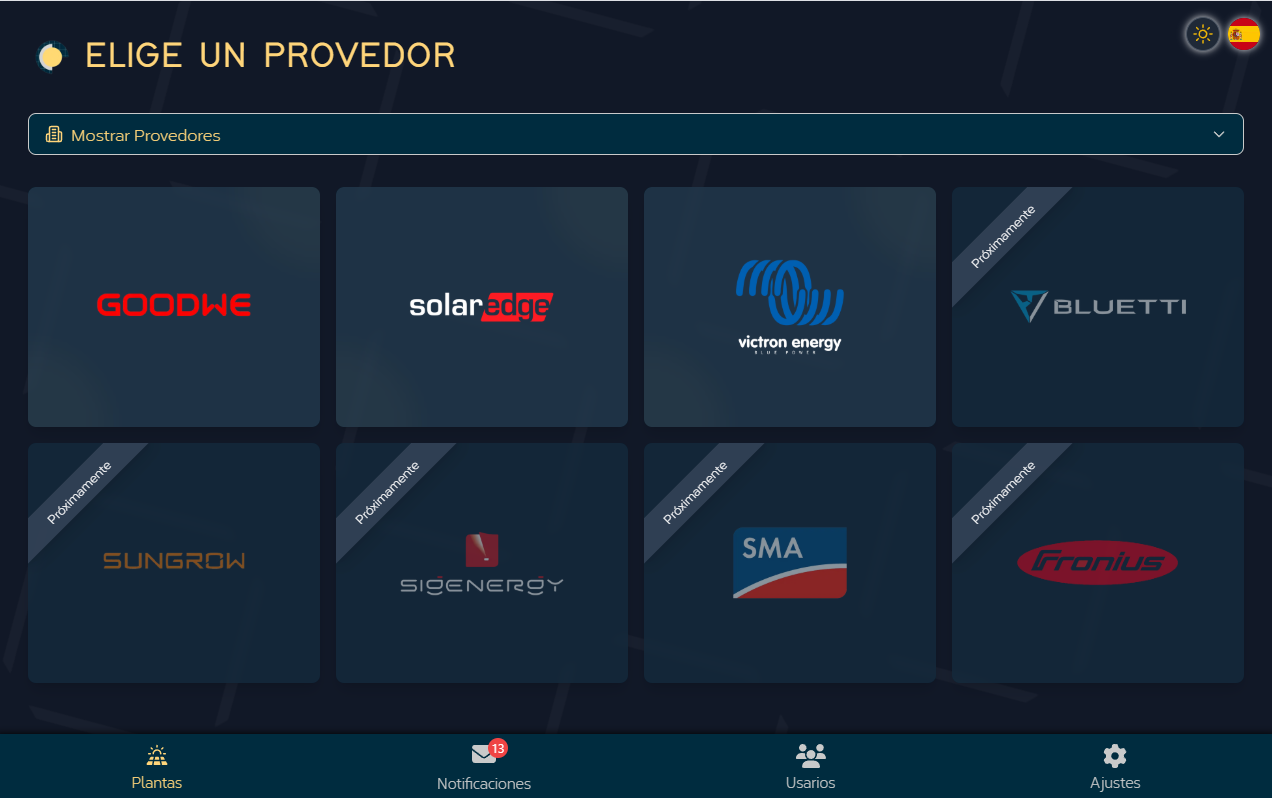 ELIGE UN PROVEDOR
Mostrar Provedores
GOODWE
solaredge
victron energy
BLUE POWER
Próximamente
BLUETTI
Próximamente
SUNGROW
Próximamente
SIGENERGY
Próximamente
SMA
Próximamente
Fronius
13
Plantas
Notificaciones
Usarios
Ajustes